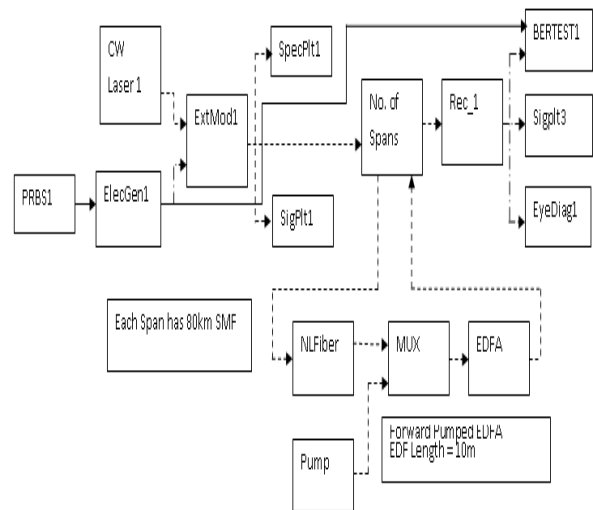 CW
Laser 1
SpecPlt1
BERTEST1
ExtMod1
No. of
Spans
Rec_1
Sigplt3
PRBS1
ElecGen1
SigPlt1
EyeDiag1
Each Span has 80km SMF
NLFiber
MUX
EDFA
Forward Pumped EDFA
EDF Length = 10m
Pump